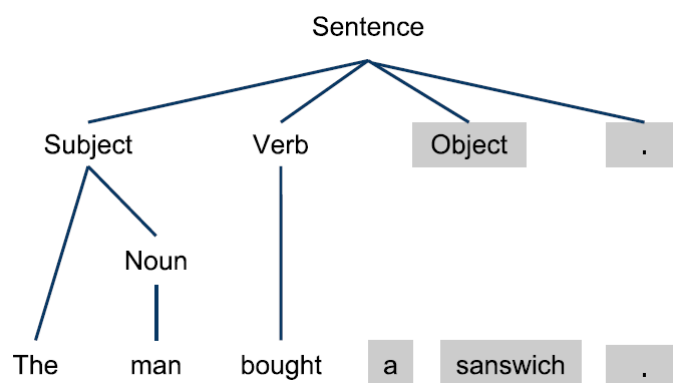 Sentence
Subject Verb Object .
Noun
The man bought a sanswich .